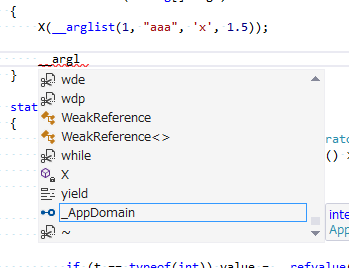 {
X(__arglist(1, "aaa", 'x', 1.5));
__argl
}
wde
wdp
WeakReference
WeakReference<>
while
X
yield
_AppDomain
~
stat
{
rato
() >
inte
App
if (t == typeof(int)) value = __refvalue(